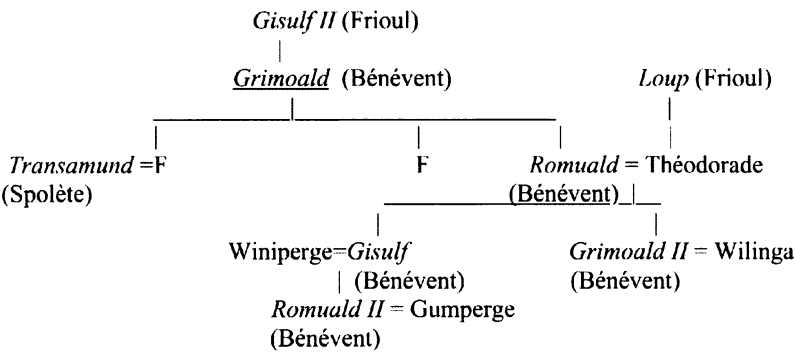 Gisulf II (Frioul)
Grimoald (Bénévent)
Loup (Frioul)
Transamund =F
F
Romuald = Théodorade
(Spolète)
(Bénévent)
Winiperge=Gisulf
Grimoald II = Wilinga
(Bénévent)
(Bénévent)
Romuald II = Gumperge
(Bénévent)